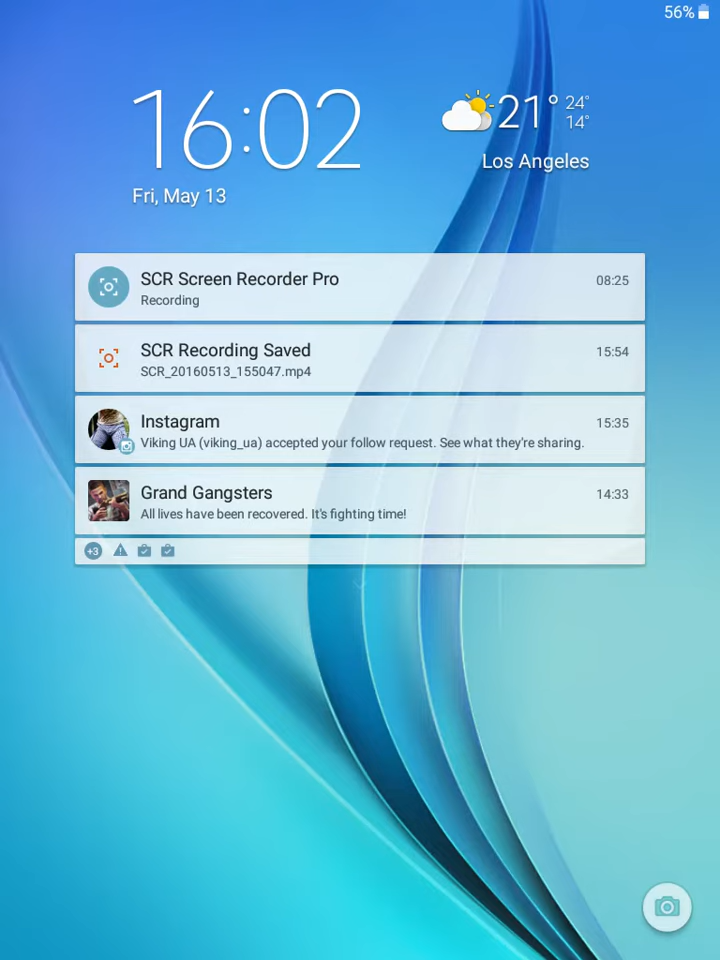 56%
16:02
Fri, May 13
21° 24°
14°
Los Angeles
SCR Screen Recorder Pro 08:25
Recording
SCR Recording Saved 15:54
SCR_20160513_155047.mp4
Instagram 15:35
Viking UA (viking_ua) accepted your follow request. See what they're sharing.
Grand Gangsters 14:33
All lives have been recovered. It's fighting time!
+3